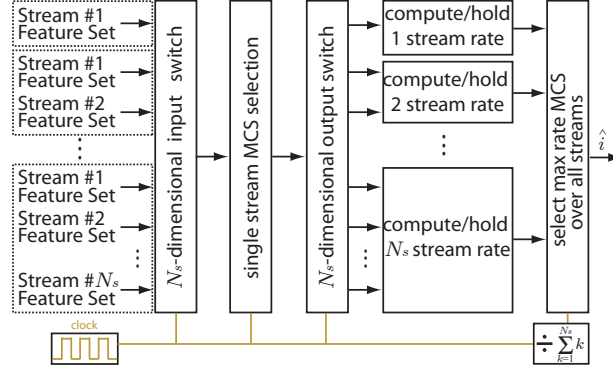 Stream #1
Feature Set
Stream #1
Feature Set
Stream #2
Feature Set
Stream #1
Feature Set
Stream #2
Feature Set
Stream #Ns
Feature Set
Ns-dimensional input switch
single stream MCS selection
Ns-dimensional output switch
compute/hold
1 stream rate
compute/hold
2 stream rate
compute/hold
Ns stream rate
select max rate MCS
over all streams
î
clock
÷ ∑ k
Ns
k=1